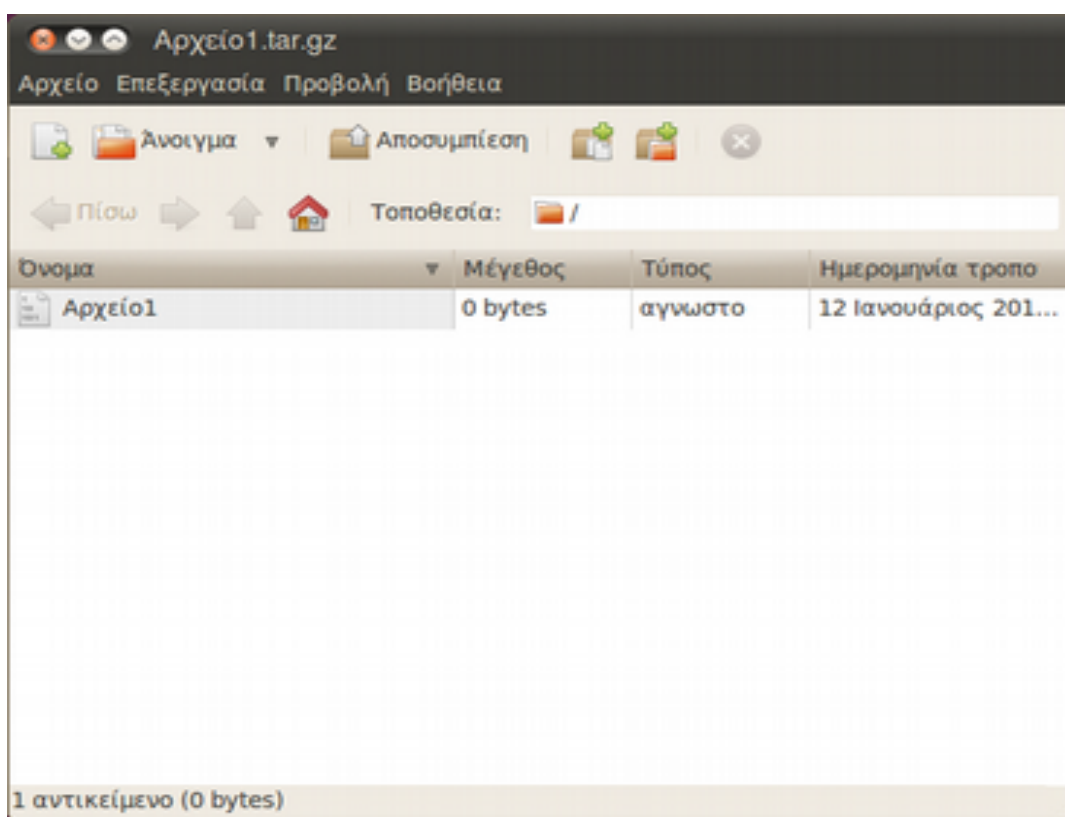 Αρχείο1.tar.gz
Αρχείο Επεξεργασία Προβολή Βοήθεια
Άνοιγμα Αποσυμπίεση
Πίσω Τοποθεσία: /
Όνομα Μέγεθος Τύπος Ημερομηνία τροπο
Αρχείο1 0 bytes αγνωστο 12 Ιανουάριος 201...
1 αντικείμενο (0 bytes)